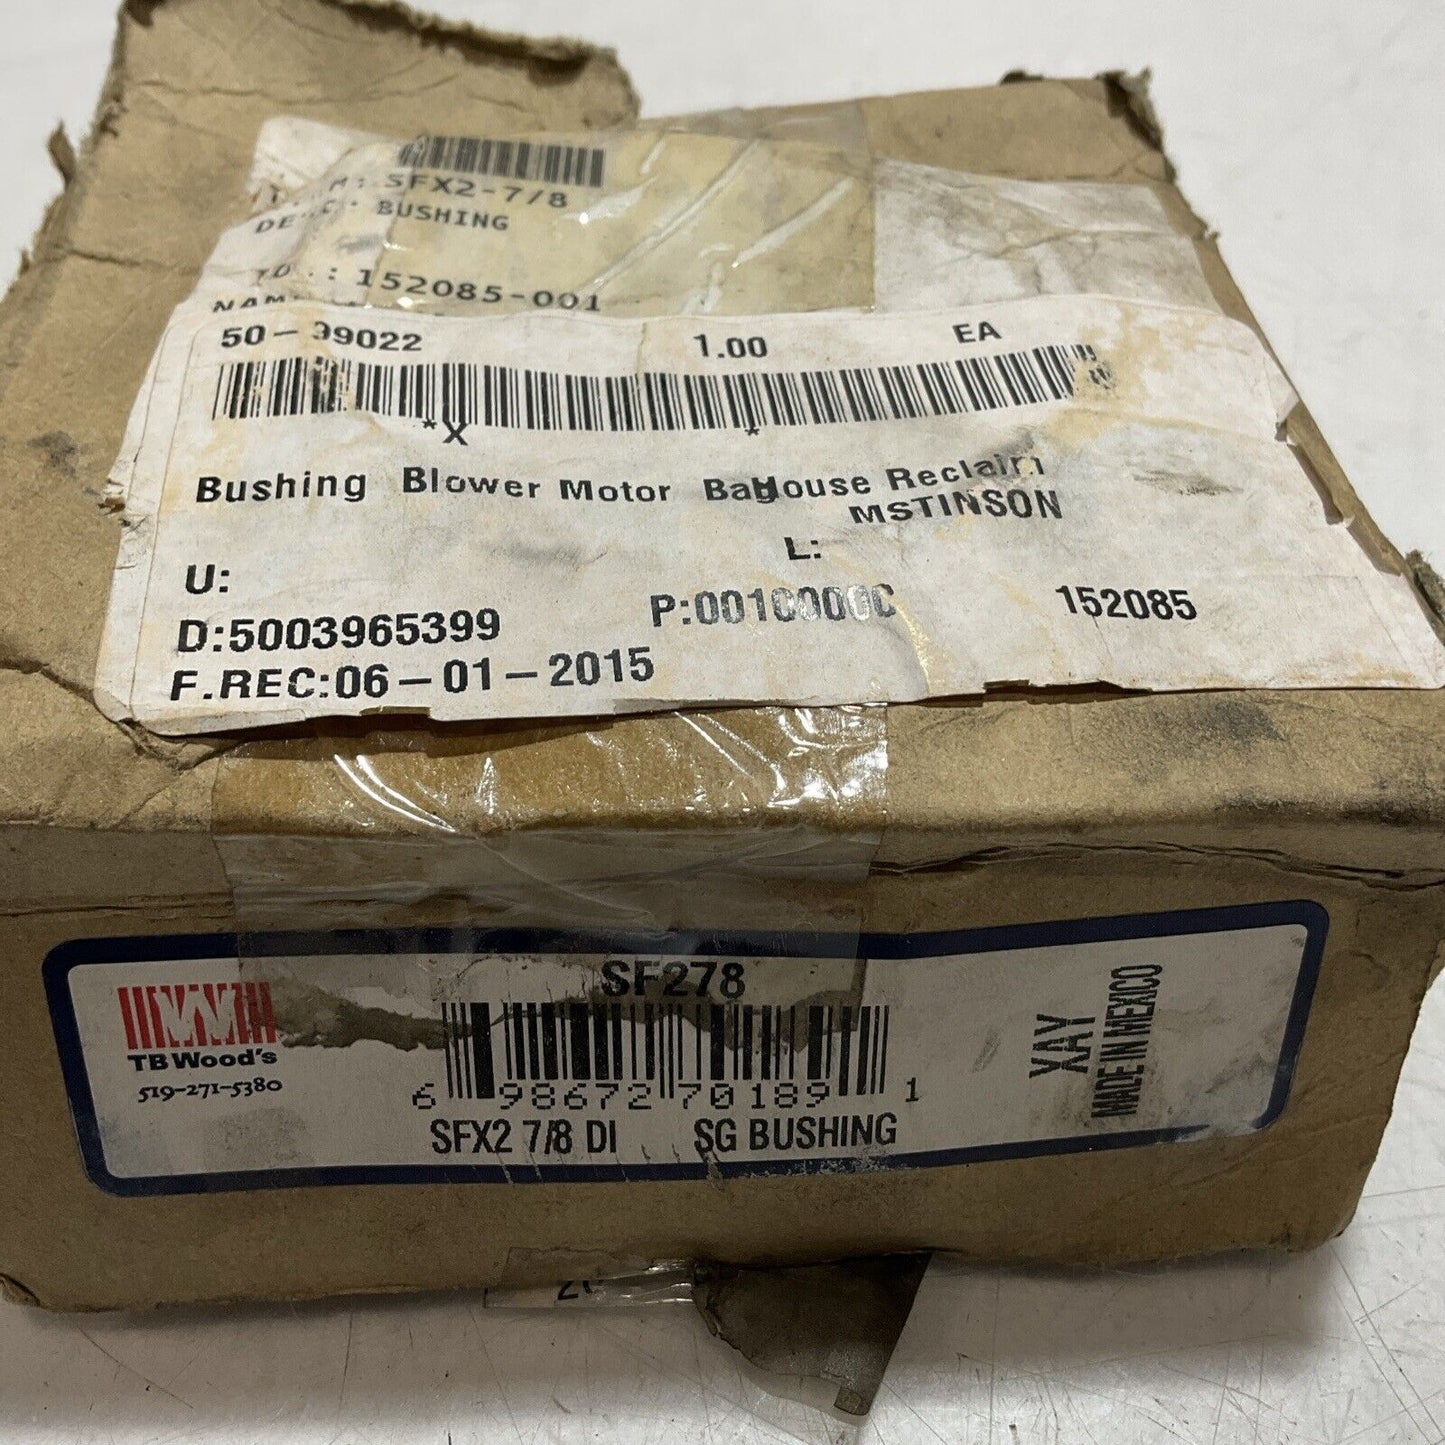 SFX2-7/8
BUSHING
152085-001
50-39022 1.00 EA
*X *
Bushing Blower Motor BagHouse Reclaim
MSTINSON
U: L:
D:5003965399 P:0010000C 152085
F.REC:06-01-2015
SF278
TB Wood's
519-271-5380
6 98672 70189 1
SFX2 7/8 DI SG BUSHING
XAY
MADE IN MEXICO